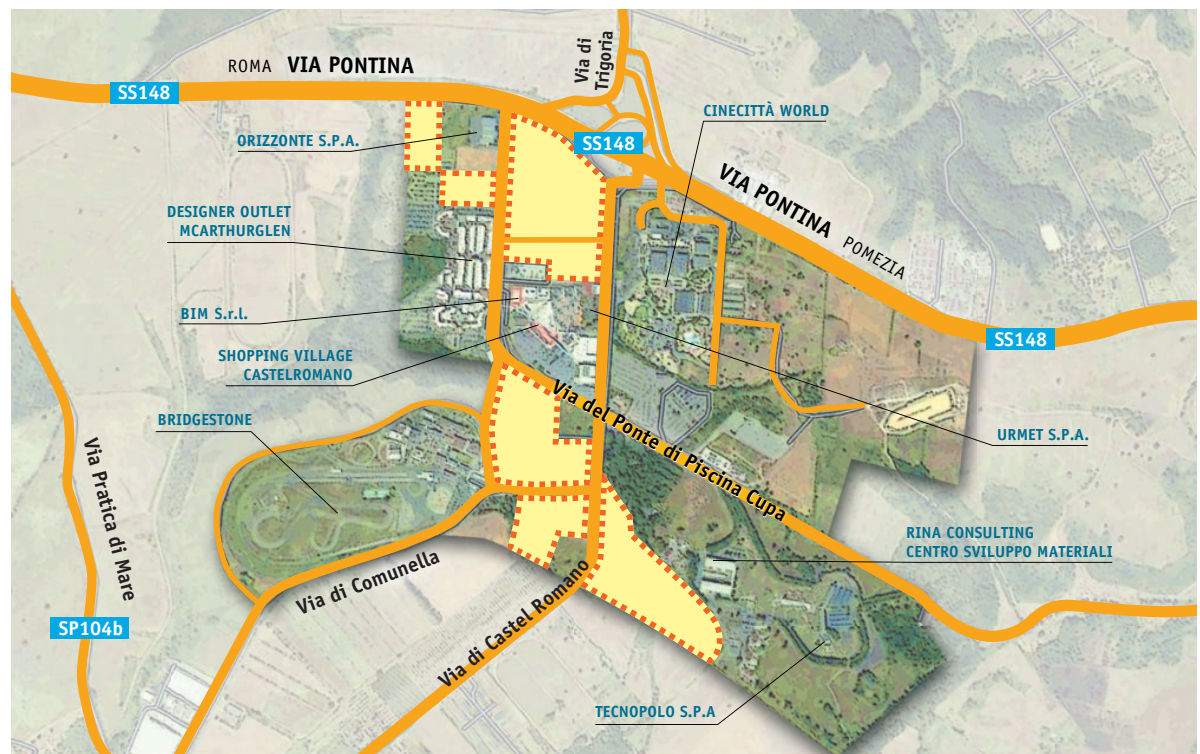 ROMA VIA PONTINA
Via di
Trigoria
SS148
CINECITTÀ WORLD
ORIZZONTE S.P.A.
SS148
VIA PONTINA POMEZIA
DESIGNER OUTLET
MCARTHURGLEN
BIM S.r.l.
SS148
SHOPPING VILLAGE
CASTELROMANO
Via del Ponte di Piscina Cupa
BRIDGESTONE
URMET S.P.A.
Via Pratica di Mare
RINA CONSULTING
CENTRO SVILUPPO MATERIALI
Via di Comunella
Via di Castel Romano
SP104b
TECNOPOLO S.P.A